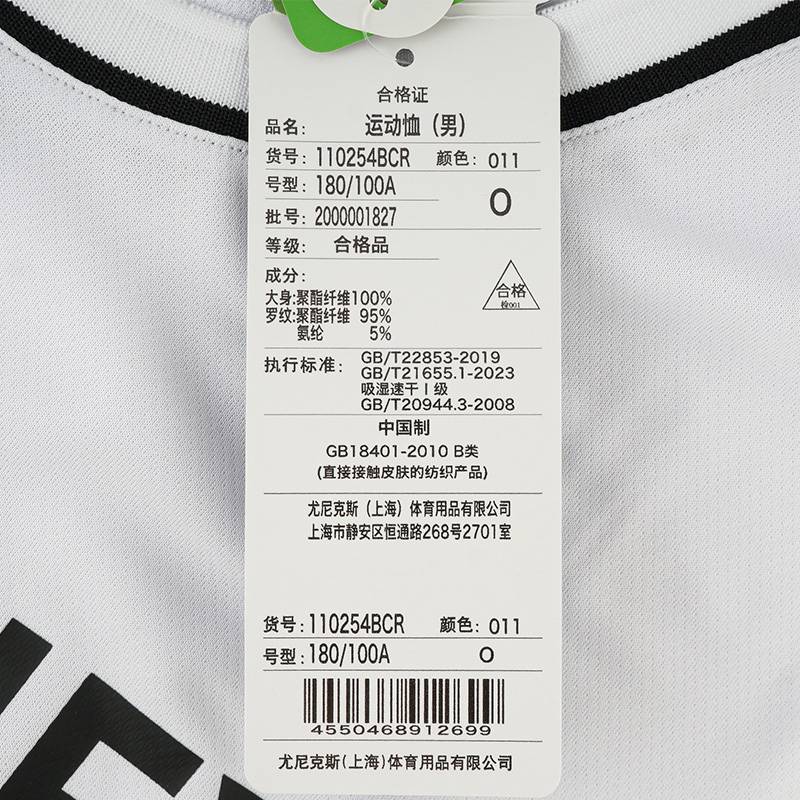 合格证
品名： 运动恤（男）
货号：110254BCR 颜色：011
号型：180/100A O
批号：2000001827
等级： 合格品
成分：
大身:聚酯纤维100%
罗纹:聚酯纤维 95%
氨纶 5%
合格
检001
执行标准： GB/T22853-2019
GB/T21655.1-2023
吸湿速干Ⅰ级
GB/T20944.3-2008
中国制
GB18401-2010 B类
(直接接触皮肤的纺织产品)
尤尼克斯（上海）体育用品有限公司
上海市静安区恒通路268号2701室
货号：110254BCR 颜色：011
号型：180/100A O
4550468912699
尤尼克斯(上海)体育用品有限公司